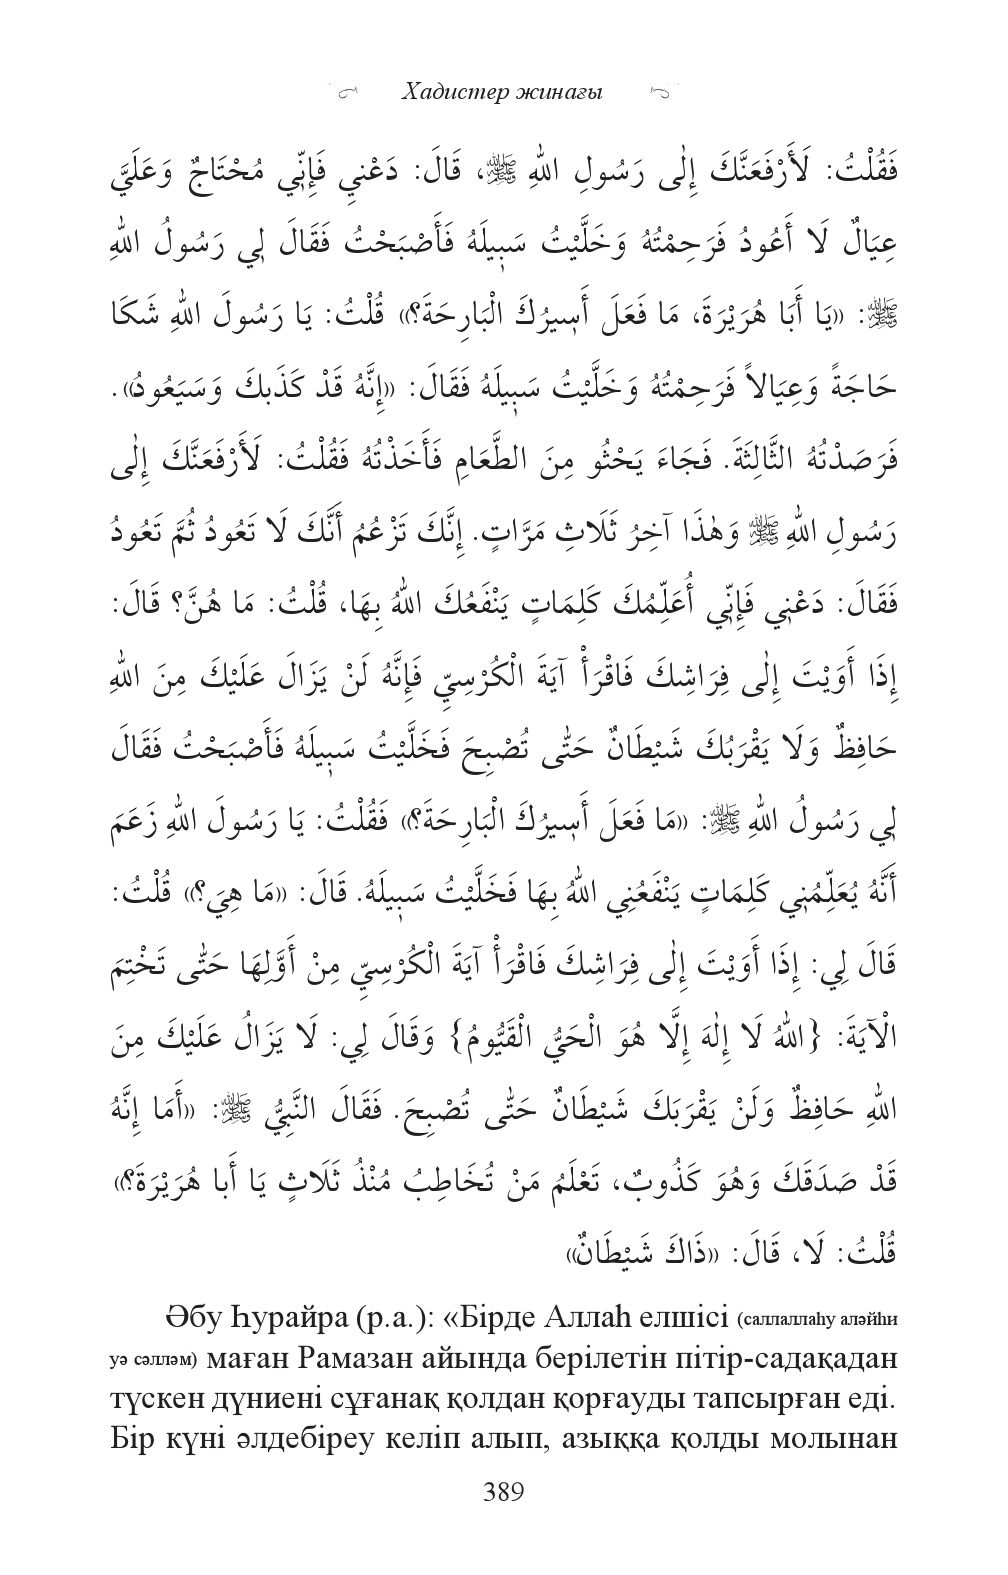 Хадистер жинағы
فَقُلْتُ: لَأَرْفَعَنَّكَ إِلٰى رَسُولِ اللهِ ﷺ، قَالَ: دَعْنِي فَإِنِّي مُحْتَاجٌ وَعَلَيَّ
عِيَالٌ لَا أَعُودُ فَرَحِمْتُهُ وَخَلَّيْتُ سَبِيلَهُ فَأَصْبَحْتُ فَقَالَ لِي رَسُولُ اللهِ
ﷺ: «يَا أَبَا هُرَيْرَةَ، مَا فَعَلَ أَسِيرُكَ الْبَارِحَةَ؟» قُلْتُ: يَا رَسُولَ اللهِ شَكَا
حَاجَةً وَعِيَالاً فَرَحِمْتُهُ وَخَلَّيْتُ سَبِيلَهُ فَقَالَ: «إِنَّهُ قَدْ كَذَبكَ وَسَيَعُودُ».
فَرَصَدْتُهُ الثَّالِثَةَ. فَجَاءَ يَحْثُو مِنَ الطَّعَامِ فَأَخَذْتُهُ فَقُلْتُ: لَأَرْفَعَنَّكَ إِلٰى
رَسُولِ اللهِ ﷺ وَهٰذَا آخِرُ ثَلَاثِ مَرَّاتٍ. إِنَّكَ تَزْعُمُ أَنَّكَ لَا تَعُودُ ثُمَّ تَعُودُ
فَقَالَ: دَعْنِي فَإِنِّي أُعَلِّمُكَ كَلِمَاتٍ يَنْفَعُكَ اللهُ بِهَا، قُلْتُ: مَا هُنَّ؟ قَالَ:
إِذَا أَوَيْتَ إِلٰى فِرَاشِكَ فَاقْرَأْ آيَةَ الْكُرْسِيِّ فَإِنَّهُ لَنْ يَزَالَ عَلَيْكَ مِنَ اللهِ
حَافِظٌ وَلَا يَقْرَبُكَ شَيْطَانٌ حَتّٰى تُصْبِحَ فَخَلَّيْتُ سَبِيلَهُ فَأَصْبَحْتُ فَقَالَ
لِي رَسُولُ اللهِ ﷺ: «مَا فَعَلَ أَسِيرُكَ الْبَارِحَةَ؟» فَقُلْتُ: يَا رَسُولَ اللهِ زَعَمَ
أَنَّهُ يُعَلِّمُنِي كَلِمَاتٍ يَنْفَعُنِي اللهُ بِهَا فَخَلَّيْتُ سَبِيلَهُ. قَالَ: «مَا هِيَ؟» قُلْتُ:
قَالَ لِي: إِذَا أَوَيْتَ إِلٰى فِرَاشِكَ فَاقْرَأْ آيَةَ الْكُرْسِيِّ مِنْ أَوَّلِهَا حَتّٰى تَخْتِمَ
الْآيَةَ: {اللهُ لَا إِلٰهَ إِلَّا هُوَ الْحَيُّ الْقَيُّومُ} وَقَالَ لِي: لَا يَزَالُ عَلَيْكَ مِنَ
اللهِ حَافِظٌ وَلَنْ يَقْرَبَكَ شَيْطَانٌ حَتّٰى تُصْبِحَ. فَقَالَ النَّبِيُّ ﷺ: «أَمَا إِنَّهُ
قَدْ صَدَقَكَ وَهُوَ كَذُوبٌ، تَعْلَمُ مَنْ تُخَاطِبُ مُنْذُ ثَلَاثٍ يَا أَبا هُرَيْرَةَ؟»
قُلْتُ: لَا، قَالَ: «ذَاكَ شَيْطَانٌ»
Әбу Һурайра (р.а.): «Бірде Аллаһ елшісі (саллаллаһу аләйһи
уә сәлләм) маған Рамазан айында берілетін пітір-садақадан
түскен дүниені сұғанақ қолдан қорғауды тапсырған еді.
Бір күні әлдебіреу келіп алып, азыққа қолды молынан
389